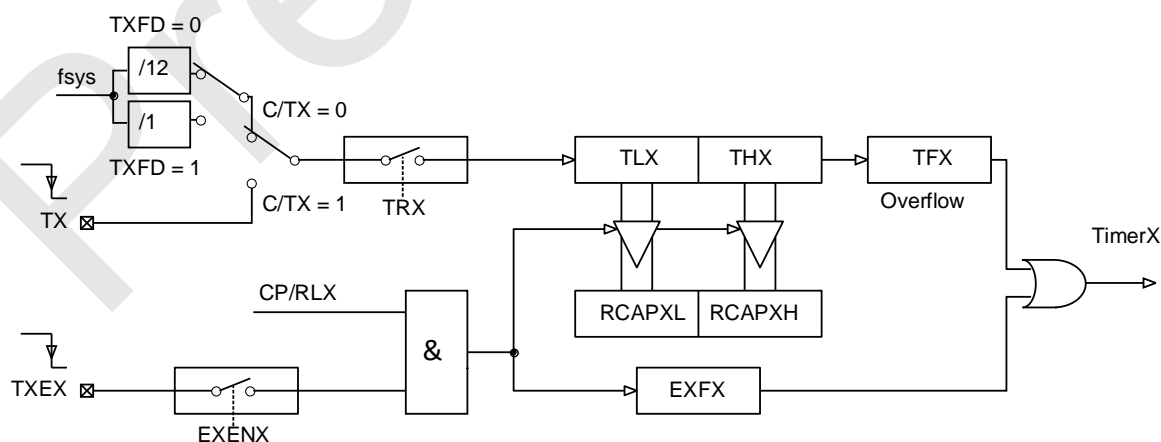 TXFD = 0
/12
fsys
C/TX = 0
/1
TXFD = 1
TLX THX TFX
Overflow
TX
C/TX = 1
TRX
TimerX
CP/RLX
RCAPXL RCAPXH
&
TXEX
EXFX
EXENX